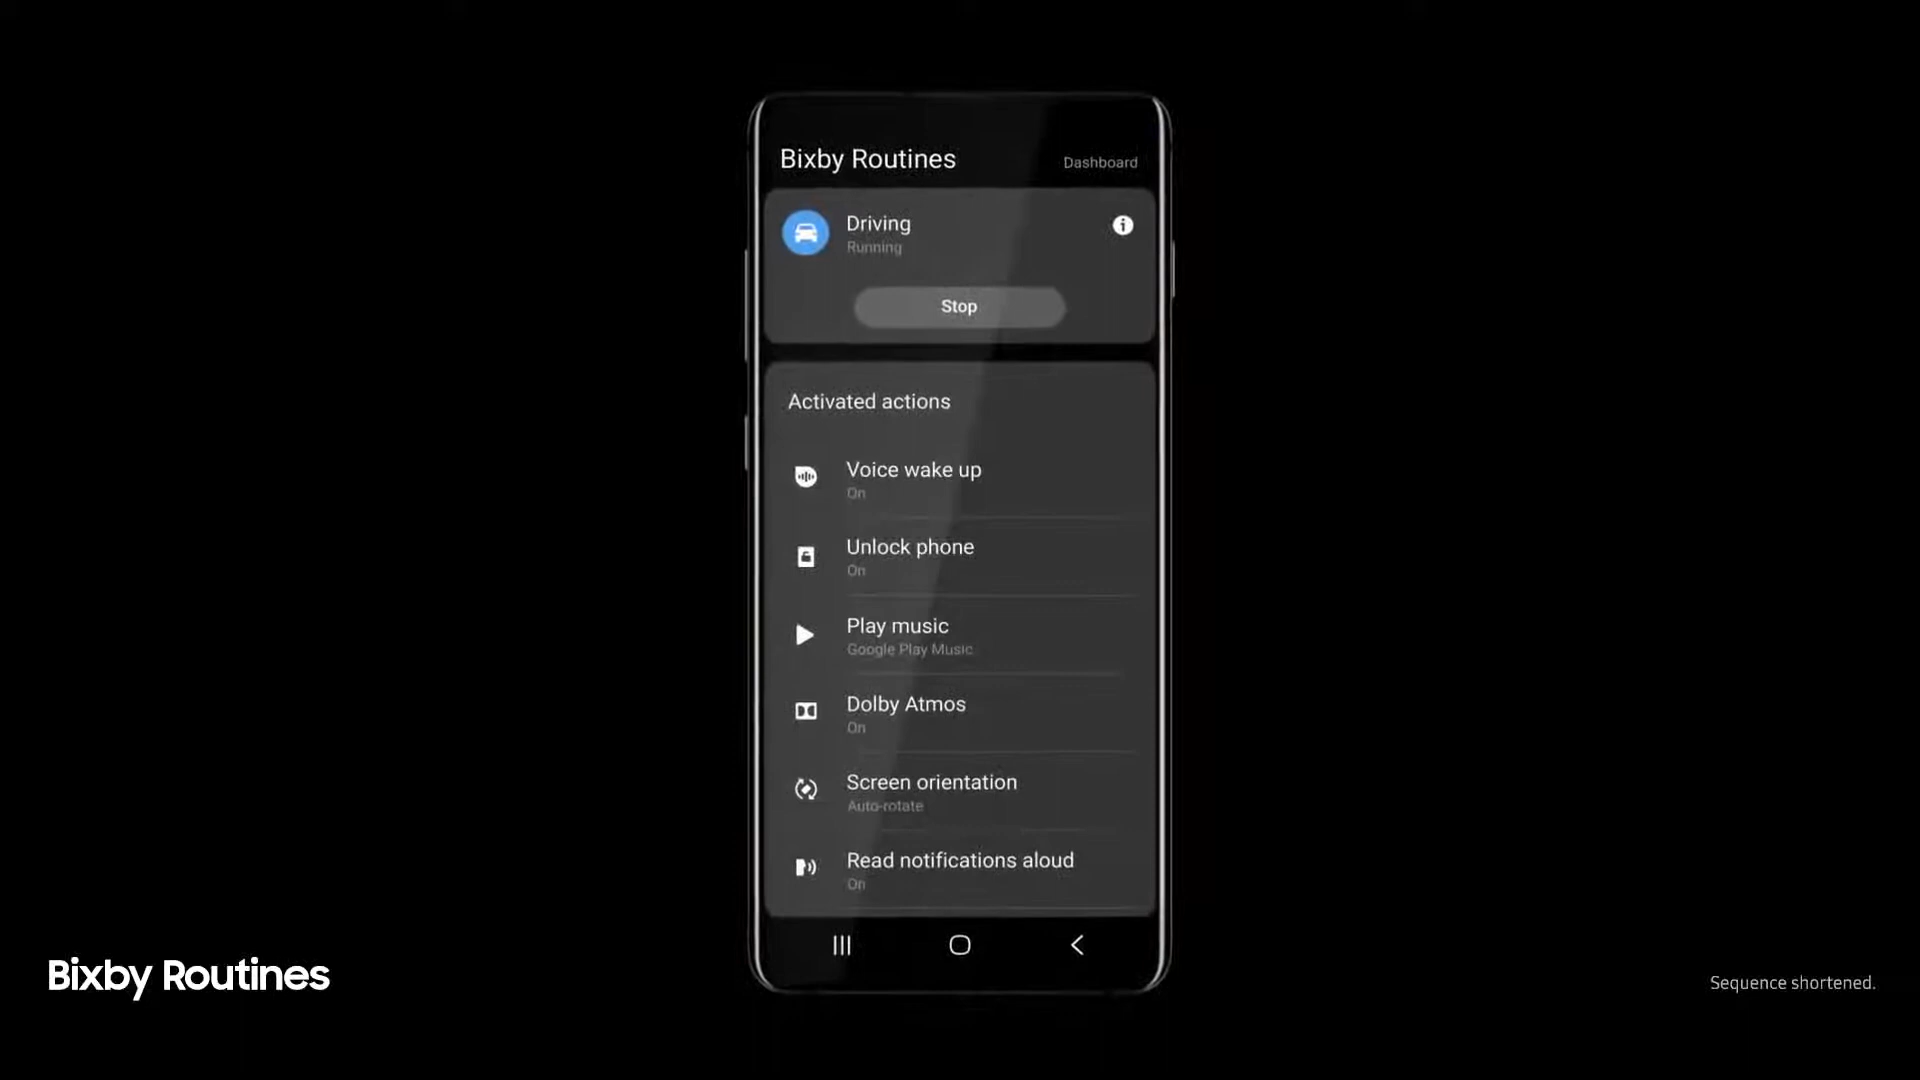 Bixby Routines
Dashboard
Driving
Running
Stop
Activated actions
Voice wake up
On
Unlock phone
On
Play music
Google Play Music
Dolby Atmos
On
Screen orientation
Auto-rotate
Read notifications aloud
On
Bixby Routines
Sequence shortened.